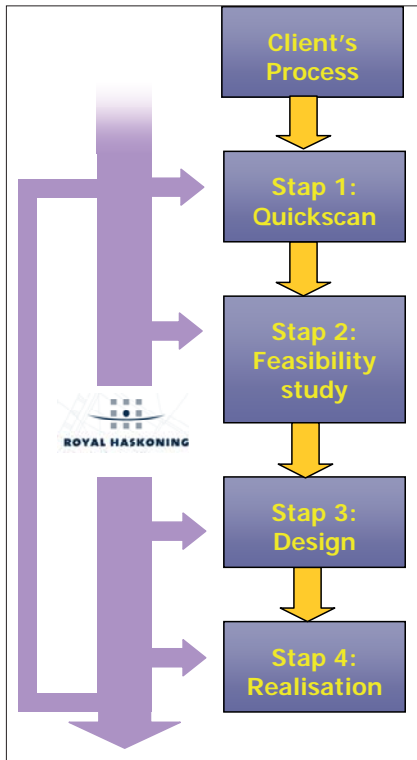 Client's
Process
Stap 1:
Quickscan
Stap 2:
Feasibility
study
ROYAL HASKONING
Stap 3:
Design
Stap 4:
Realisation